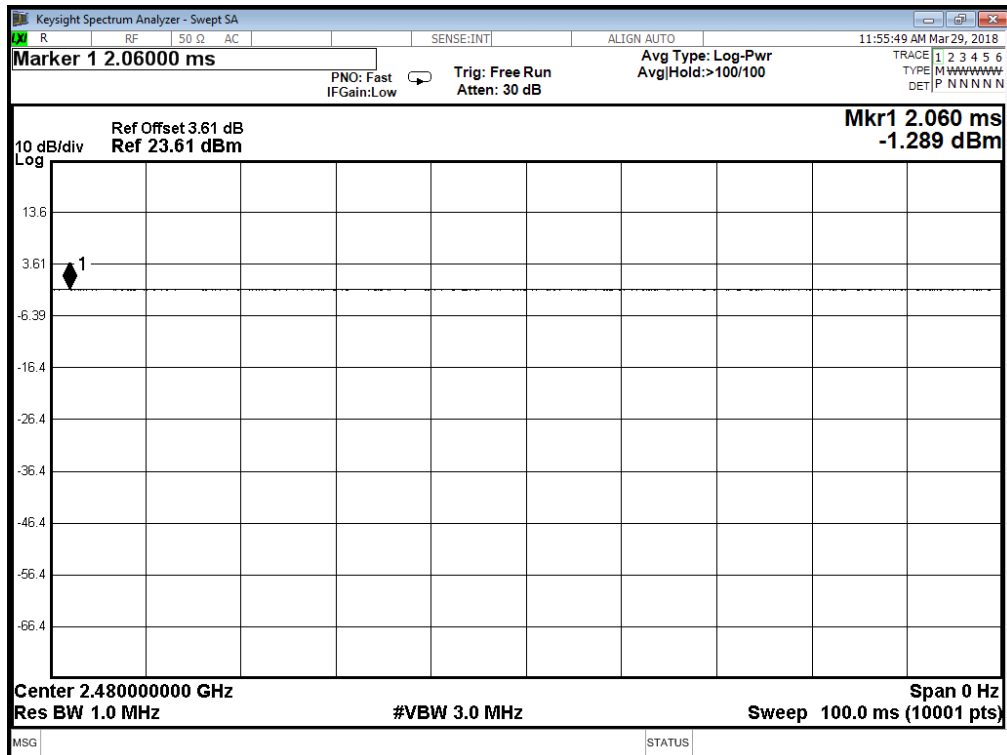 Keysight Spectrum Analyzer - Swept SA
LXI R RF 50 Ω AC SENSE:INT ALIGN AUTO 11:55:49 AM Mar 29, 2018
Marker 1 2.06000 ms
PNO: Fast
IFGain:Low
Trig: Free Run
Atten: 30 dB
Avg Type: Log-Pwr
Avg|Hold:>100/100
TRACE 1 2 3 4 5 6
TYPE M WWWWW
DET P N N N N N
Mkr1 2.060 ms
-1.289 dBm
Ref Offset 3.61 dB
10 dB/div Ref 23.61 dBm
Log
13.6
3.61
1
-6.39
-16.4
-26.4
-36.4
-46.4
-56.4
-66.4
Center 2.480000000 GHz Span 0 Hz
Res BW 1.0 MHz #VBW 3.0 MHz Sweep 100.0 ms (10001 pts)
MSG STATUS